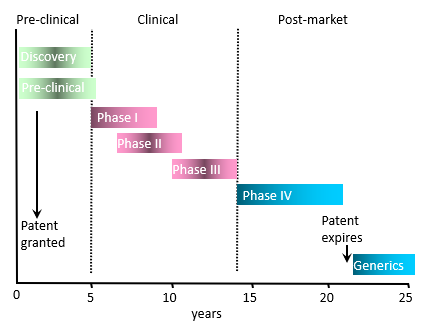 Pre-clinical
Clinical
Post-market
Discovery
Pre-clinical
Phase I
Phase II
Phase III
Phase IV
Patent
granted
Patent
expires
Generics
0
5
10
15
20
25
years